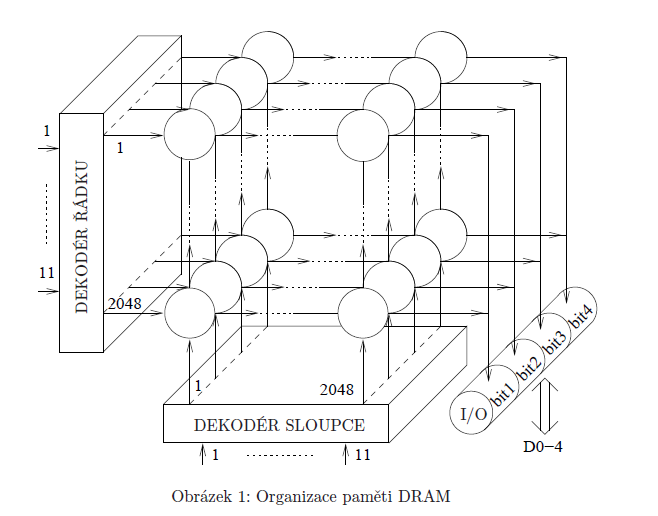 1
1
DEKODÉR ŘÁDKU
11
2048
1
2048
DEKODÉR SLOUPCE
1
11
I/O
bit1
bit2
bit3
bit4
D0−4
Obrázek 1: Organizace paměti DRAM